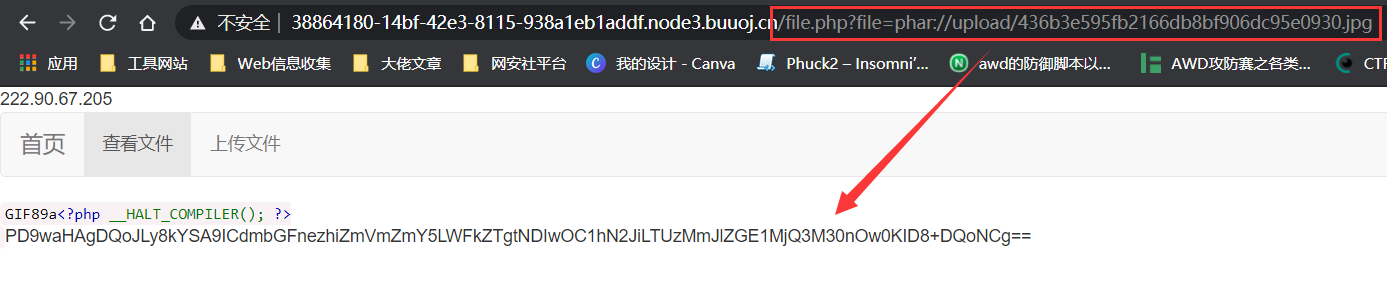 不安全 38864180-14bf-42e3-8115-938a1eb1addf.node3.buuoj.cn/file.php?file=phar://upload/436b3e595fb2166db8bf906dc95e0930.jpg
应用 工具网站 Web信息收集 大佬文章 网安社平台 我的设计 - Canva Phuck2 – Insomni'... awd的防御脚本以... AWD攻防赛之各类... CTF
222.90.67.205
首页 查看文件 上传文件
GIF89a<?php __HALT_COMPILER(); ?>
PD9waHAgDQoJLy8kYSA9ICdmbGFnezhiZmVmZmY5LWFkZTgtNDIwOC1hN2JiLTUzMmJlZGE1MjQ3M30nOw0KID8+DQoNCg==